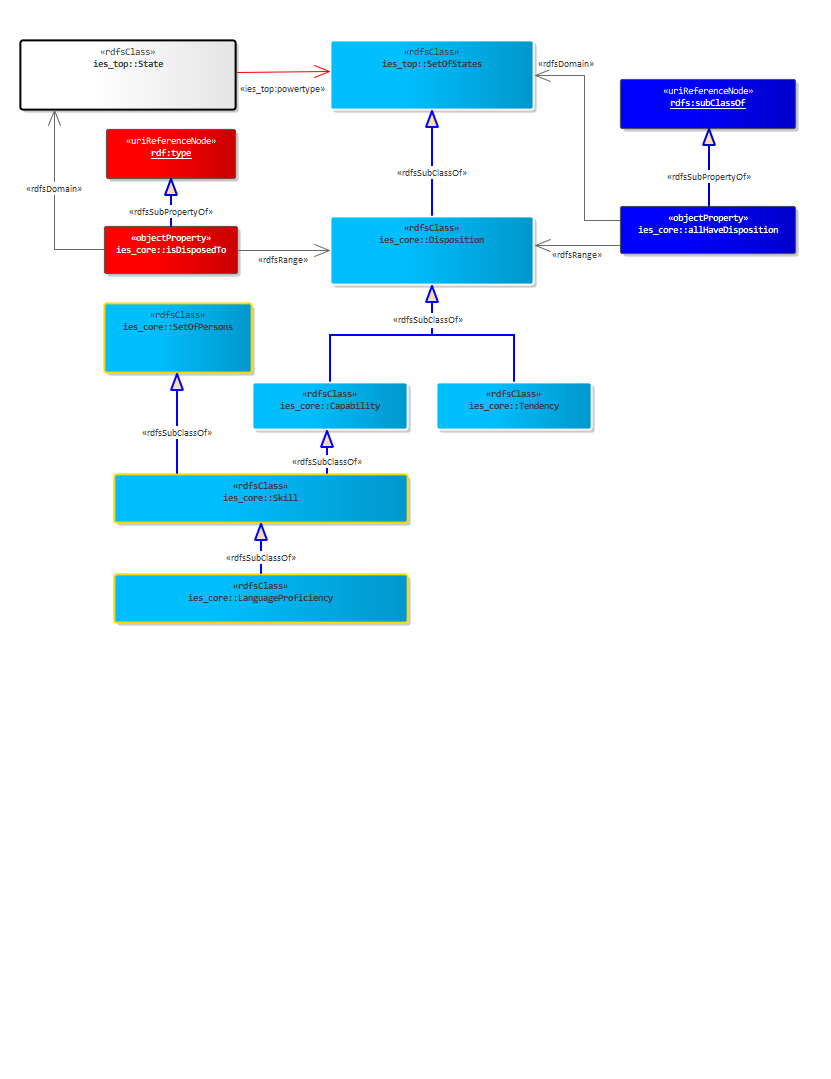 «rdfsClass»
ies_top::State
«ies_top:powertype»
«rdfsClass»
ies_top::SetOfStates
«rdfsDomain»
«uriReferenceNode»
rdfs:subClassOf
«uriReferenceNode»
rdf:type
«rdfsSubClassOf»
«rdfsSubPropertyOf»
«rdfsDomain»
«rdfsSubPropertyOf»
«objectProperty»
ies_core::isDisposedTo
«rdfsRange»
«rdfsClass»
ies_core::Disposition
«rdfsRange»
«objectProperty»
ies_core::allHaveDisposition
«rdfsClass»
ies_core::SetOfPersons
«rdfsSubClassOf»
«rdfsClass»
ies_core::Capability
«rdfsClass»
ies_core::Tendency
«rdfsSubClassOf»
«rdfsSubClassOf»
«rdfsClass»
ies_core::Skill
«rdfsSubClassOf»
«rdfsClass»
ies_core::LanguageProficiency